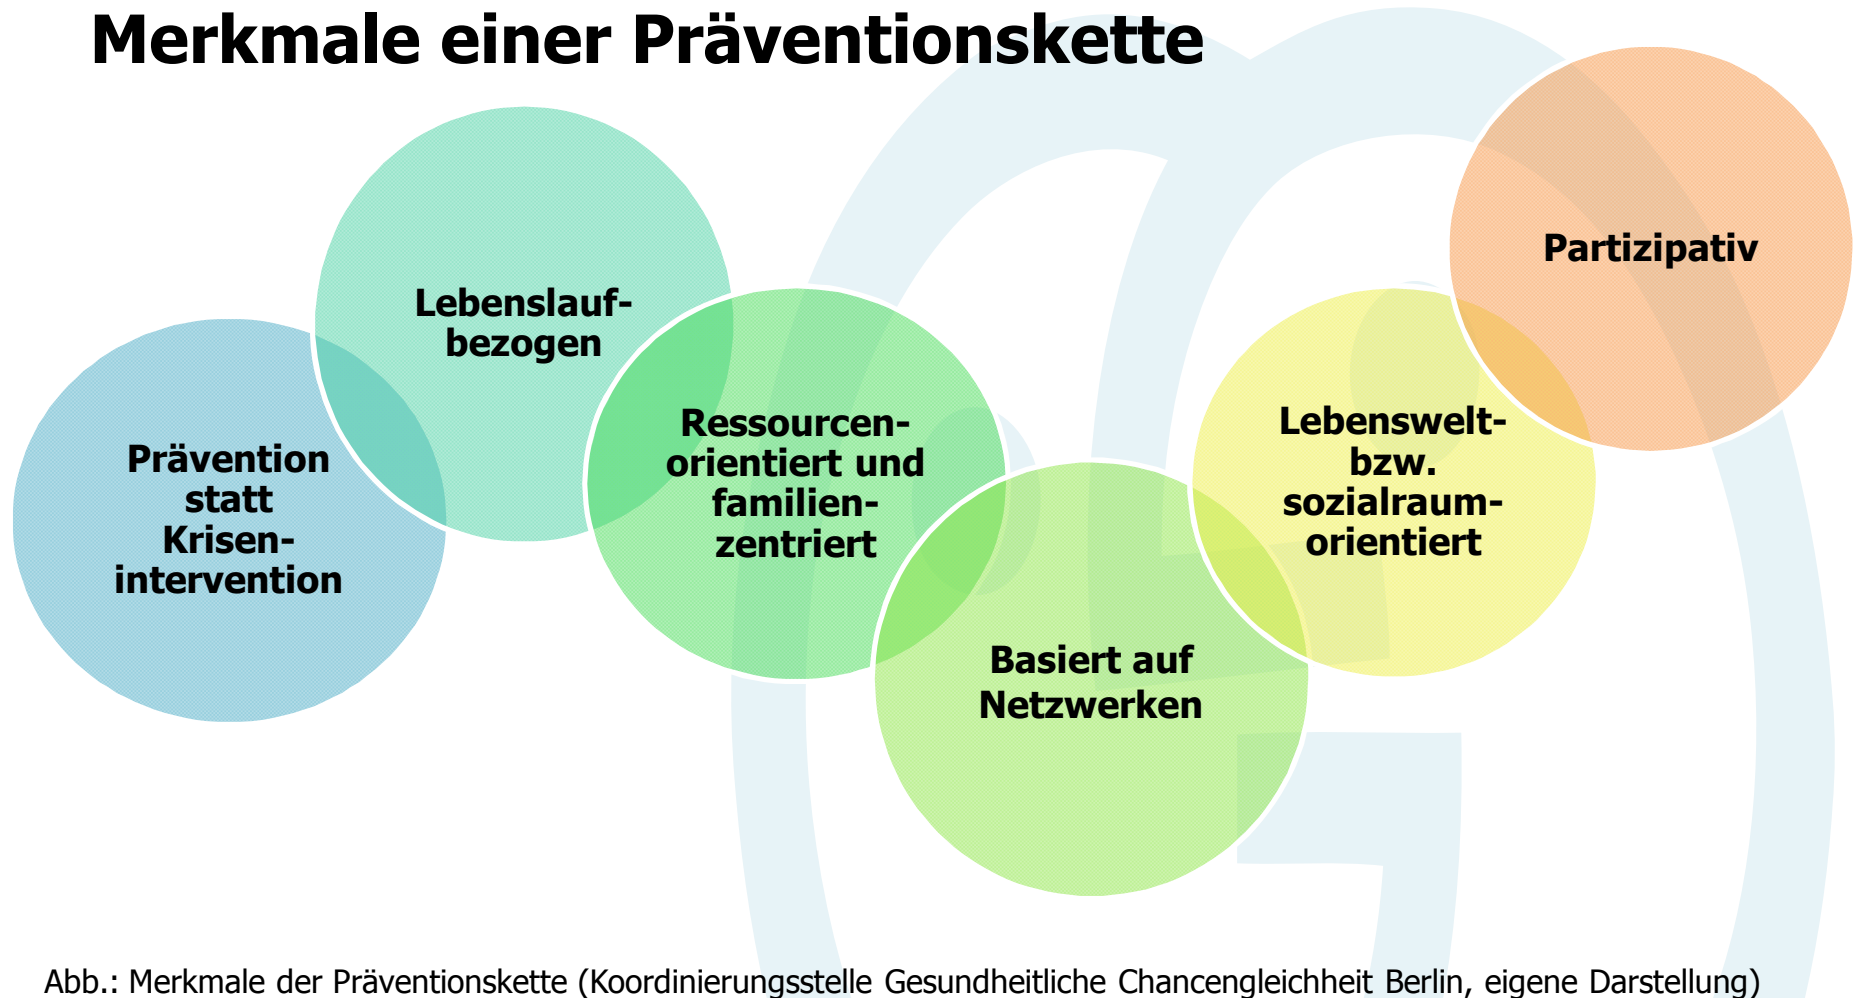 Merkmale einer Präventionskette
Prävention
statt
Krisen-
intervention
Lebenslauf-
bezogen
Ressourcen-
orientiert und
familien-
zentriert
Basiert auf
Netzwerken
Lebenswelt-
bzw.
sozialraum-
orientiert
Partizipativ
Abb.: Merkmale der Präventionskette (Koordinierungsstelle Gesundheitliche Chancengleichheit Berlin, eigene Darstellung)